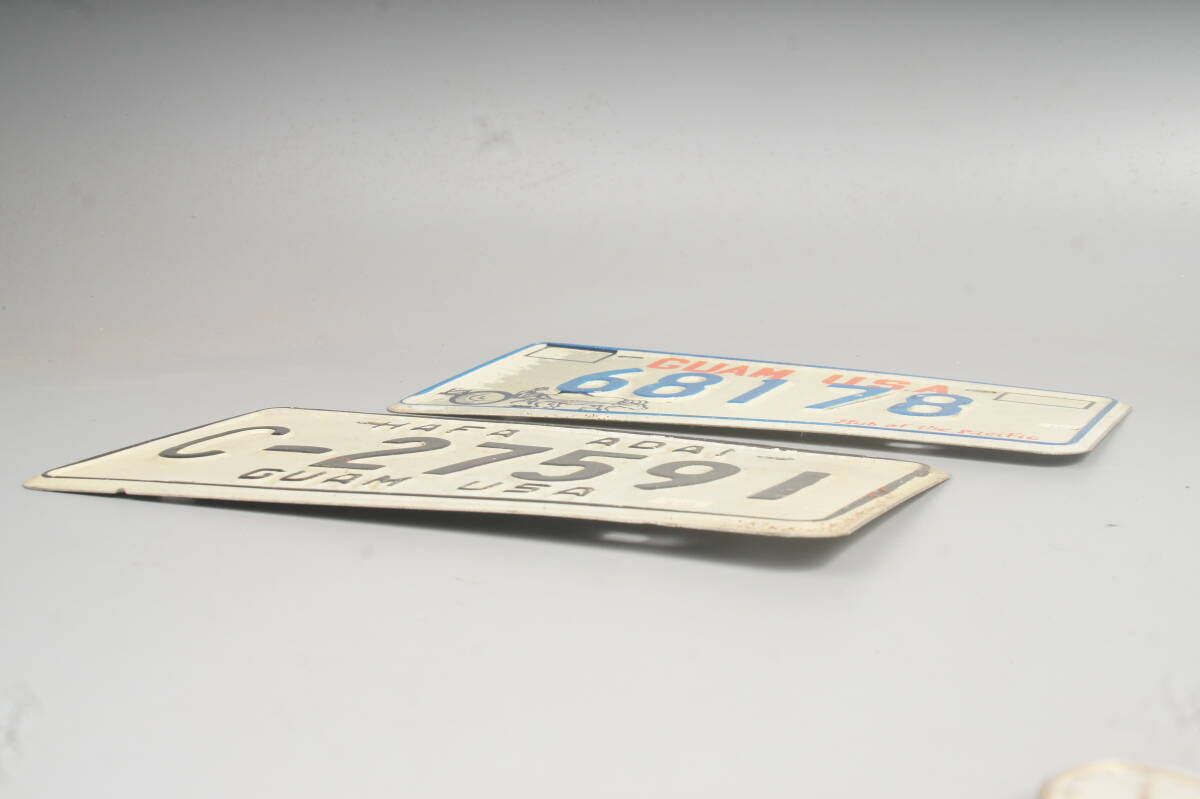 HAFA ADAI
C-27591
GUAM USA
GUAM USA
68178
Hub of the Pacific